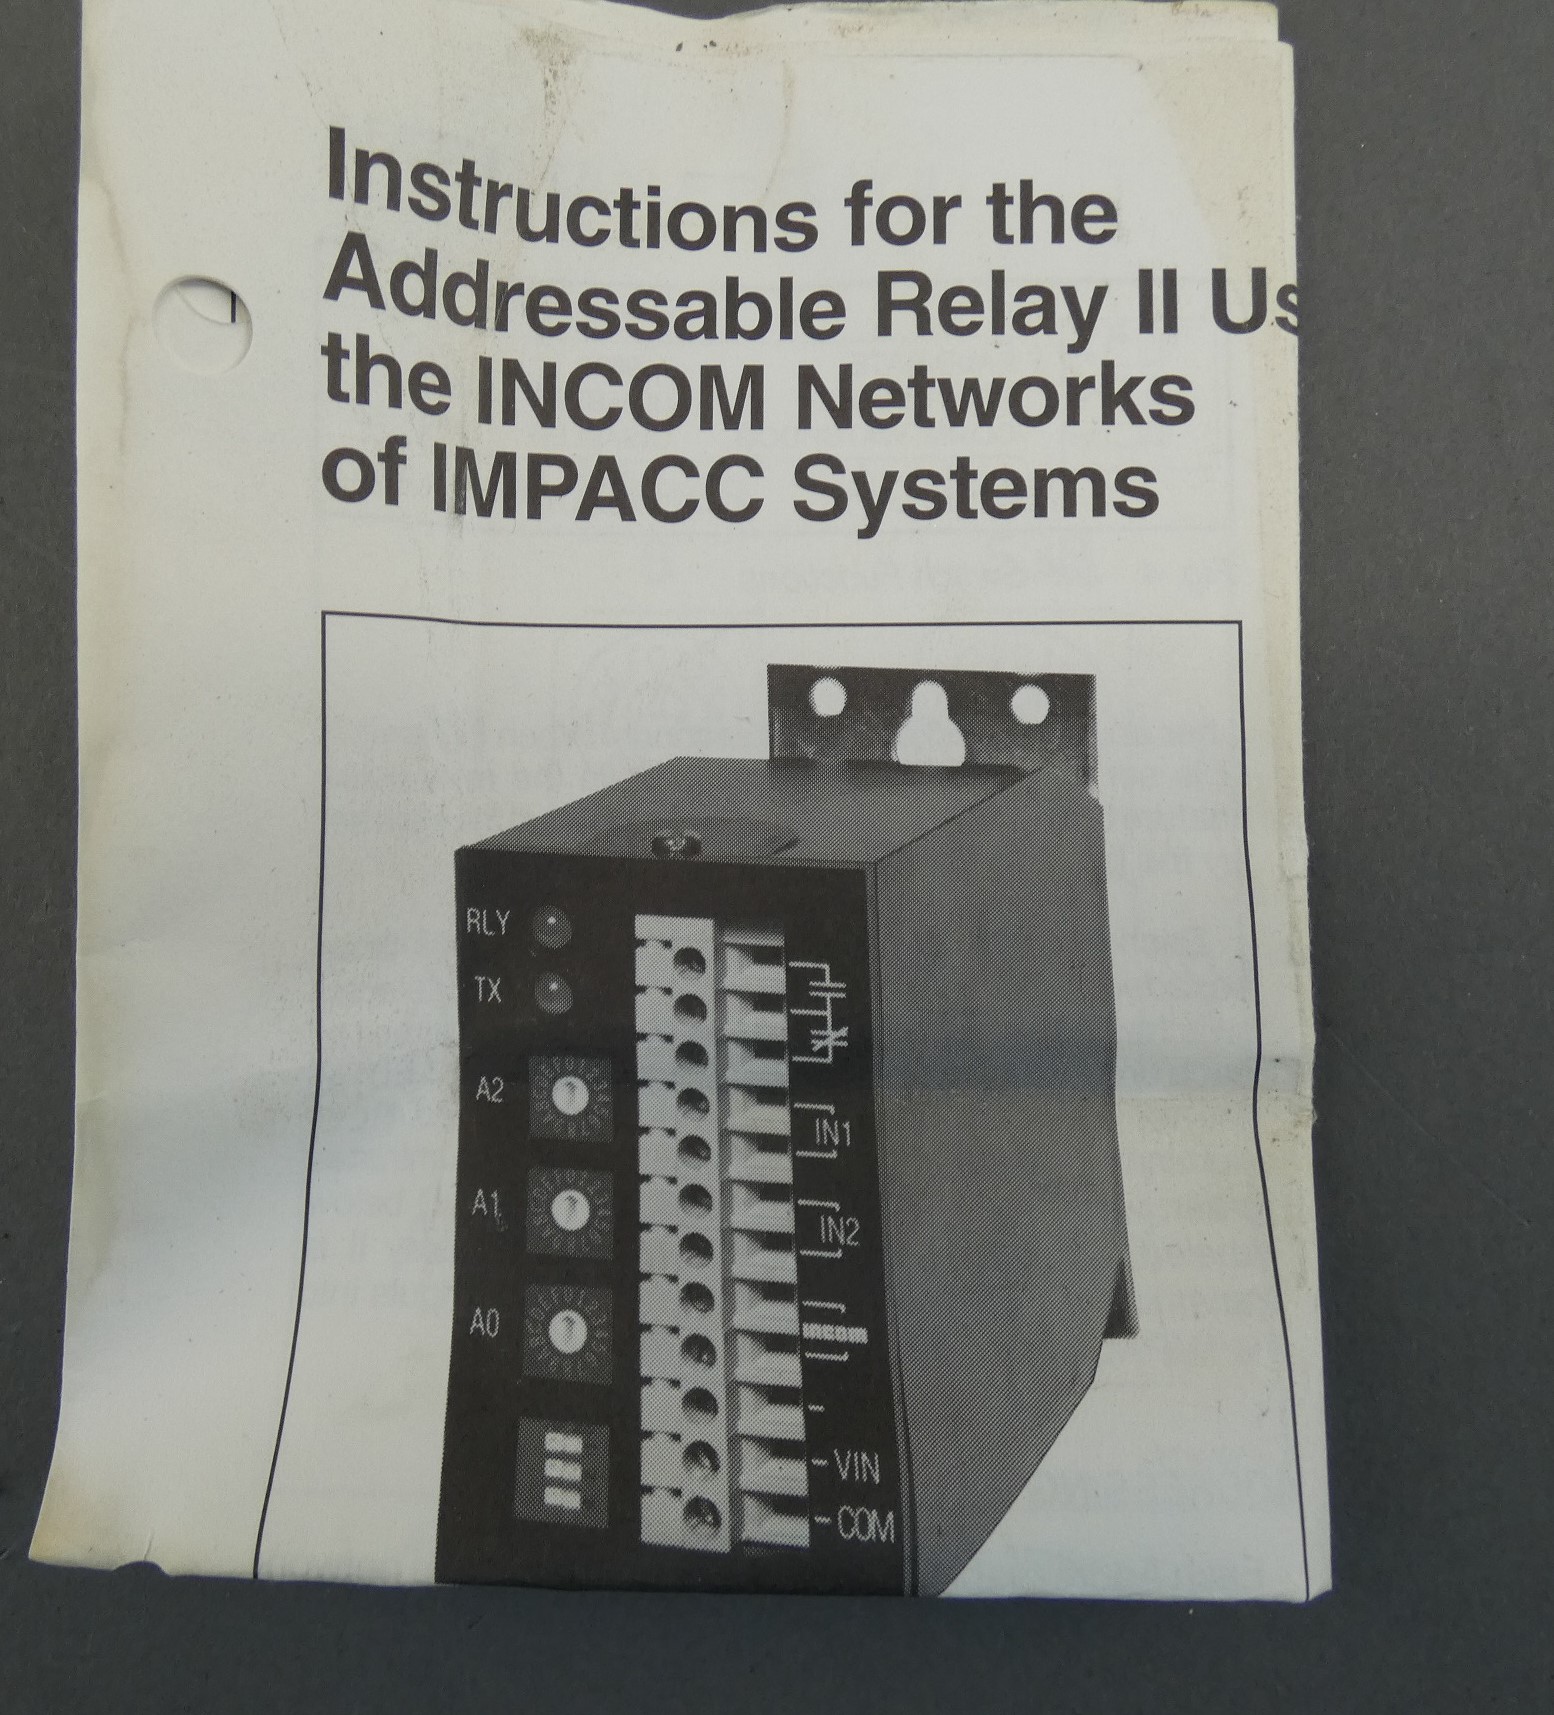 Instructions for the
Addressable Relay II Us
the INCOM Networks
of IMPACC Systems
RLY
TX
A2
A1
A0
IN1
IN2
INCOM
- VIN
- COM